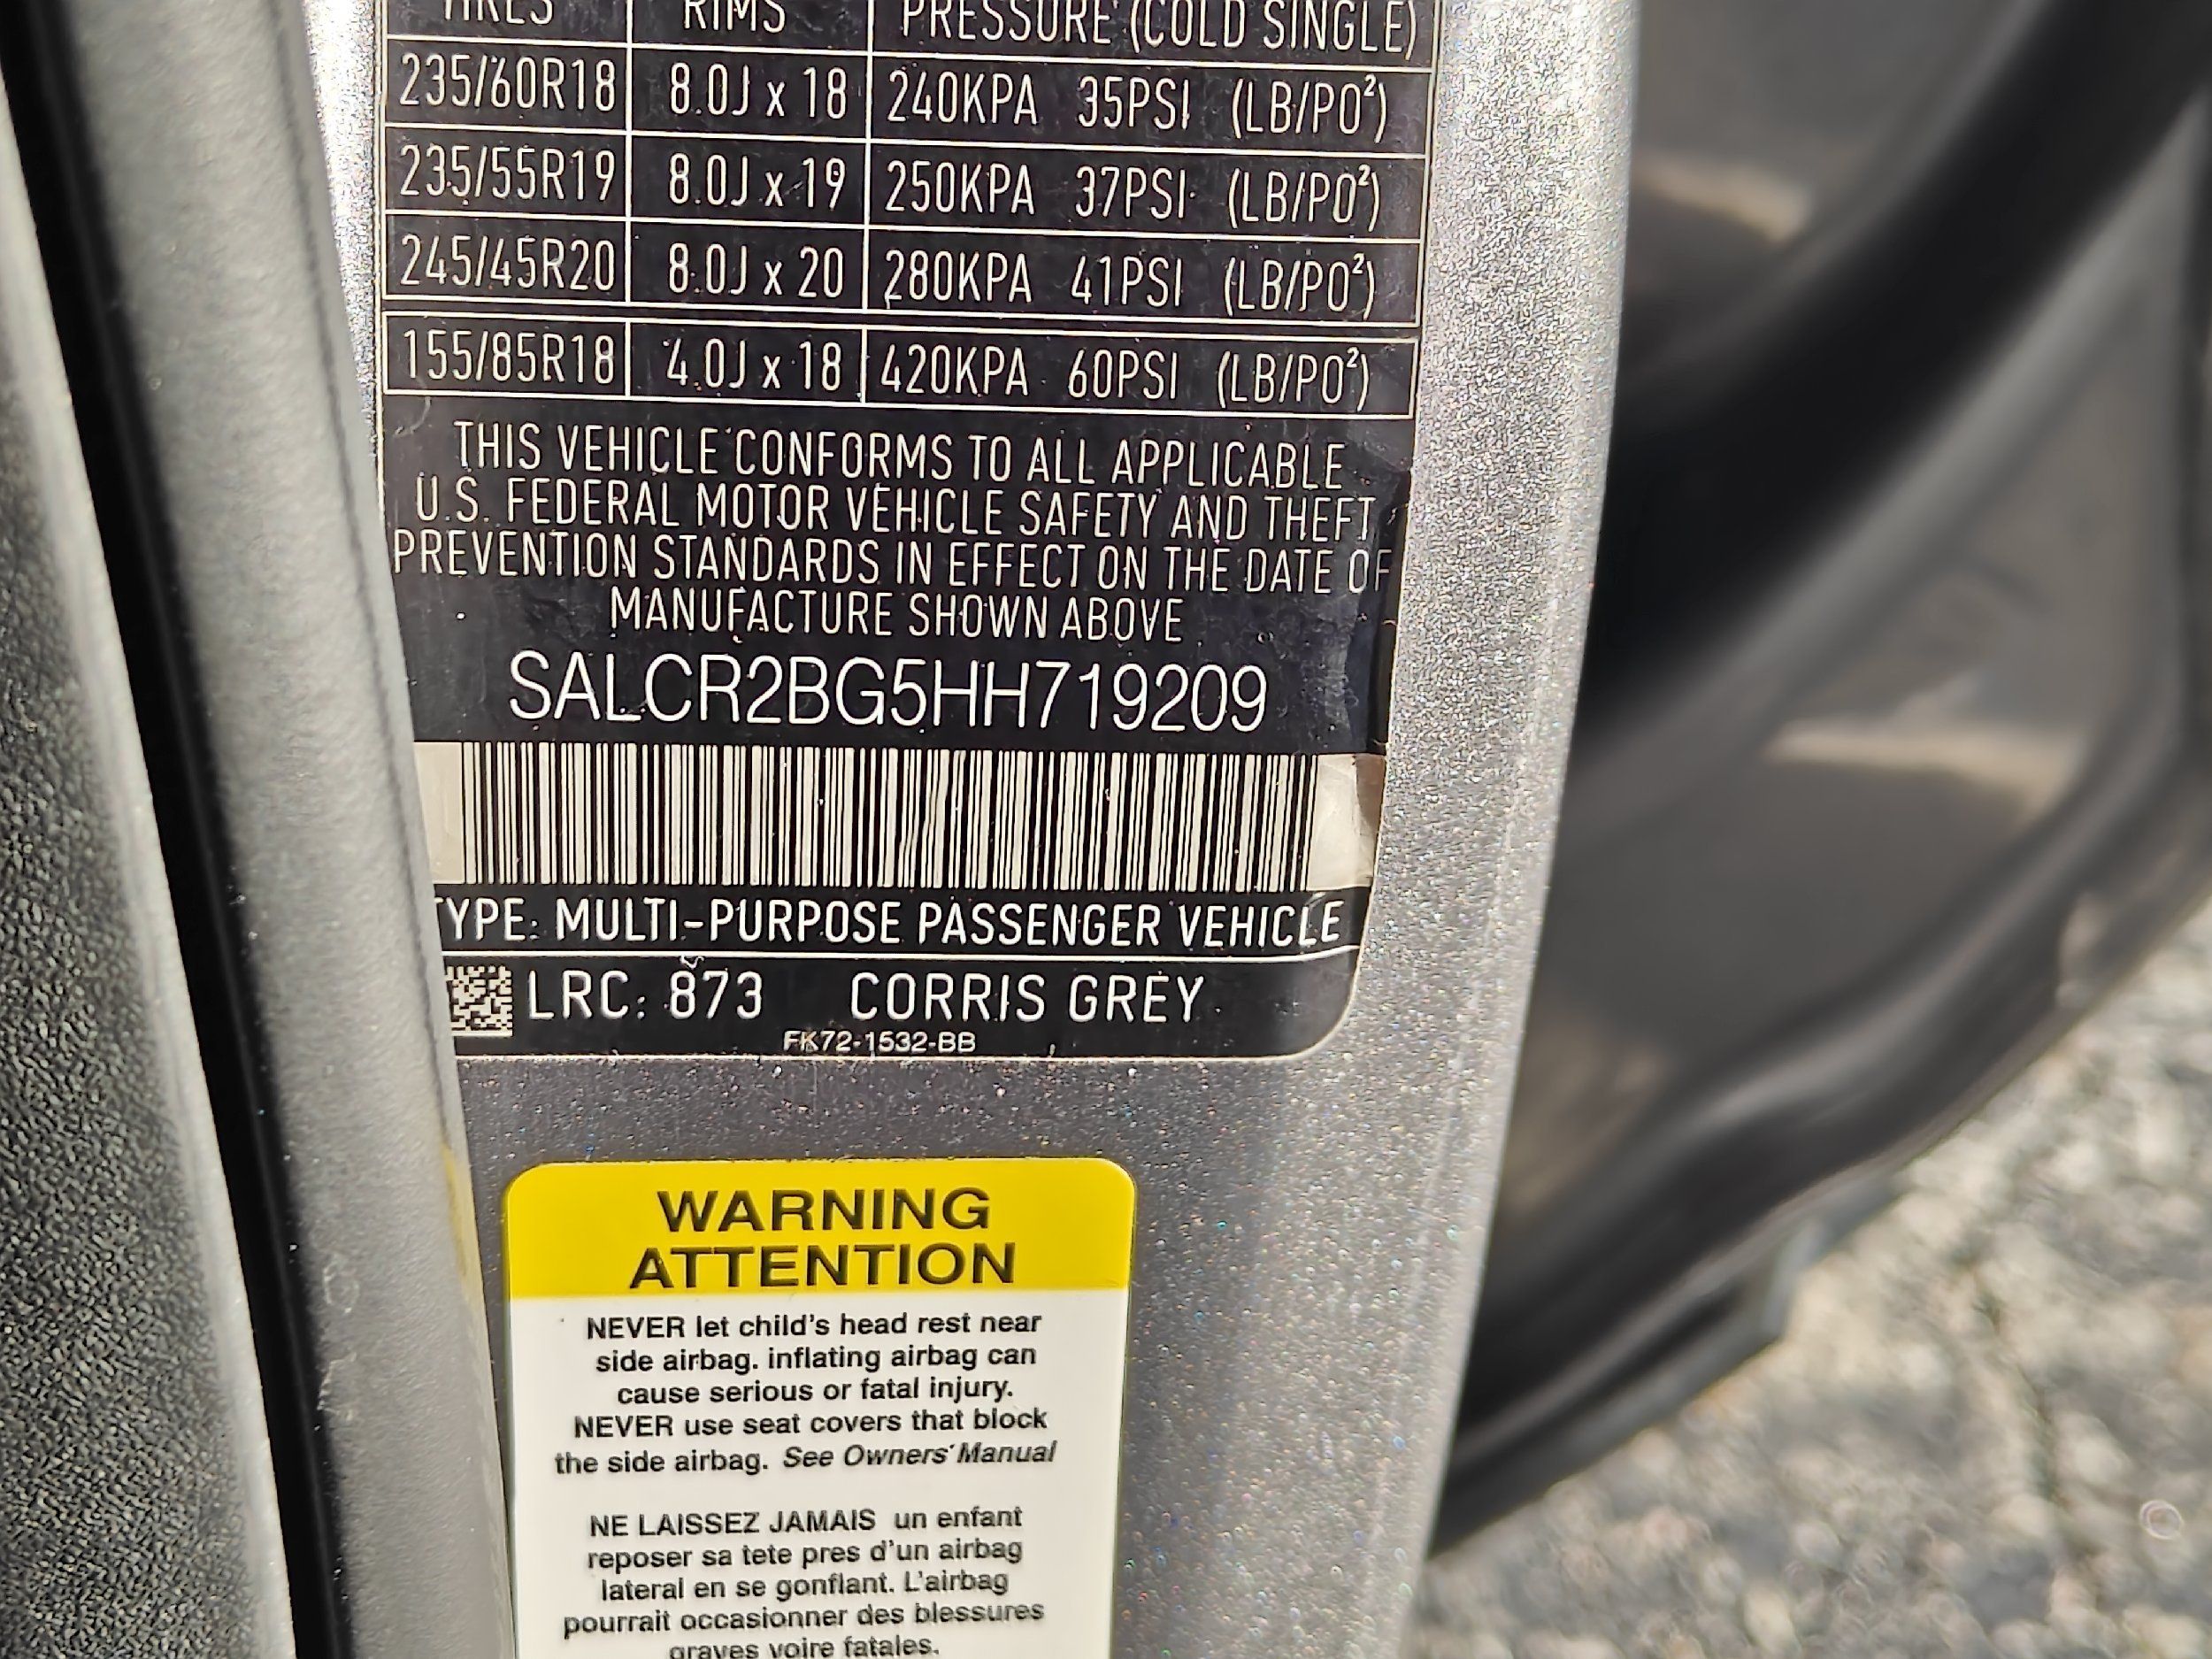 TIRES RIMS PRESSURE (COLD SINGLE)
235/60R18 8.0J x 18 240KPA 35PSI (LB/PO²)
235/55R19 8.0J x 19 250KPA 37PSI (LB/PO²)
245/45R20 8.0J x 20 280KPA 41PSI (LB/PO²)
155/85R18 4.0J x 18 420KPA 60PSI (LB/PO²)
THIS VEHICLE CONFORMS TO ALL APPLICABLE
U.S. FEDERAL MOTOR VEHICLE SAFETY AND THEFT
PREVENTION STANDARDS IN EFFECT ON THE DATE OF
MANUFACTURE SHOWN ABOVE
SALCR2BG5HH719209
TYPE: MULTI-PURPOSE PASSENGER VEHICLE
LRC: 873 CORRIS GREY
FK72-1532-BB
WARNING
ATTENTION
NEVER let child's head rest near
side airbag. inflating airbag can
cause serious or fatal injury.
NEVER use seat covers that block
the side airbag. See Owners' Manual
NE LAISSEZ JAMAIS un enfant
reposer sa tete pres d'un airbag
lateral en se gonflant. L'airbag
pourrait occasionner des blessures
graves voire fatales.